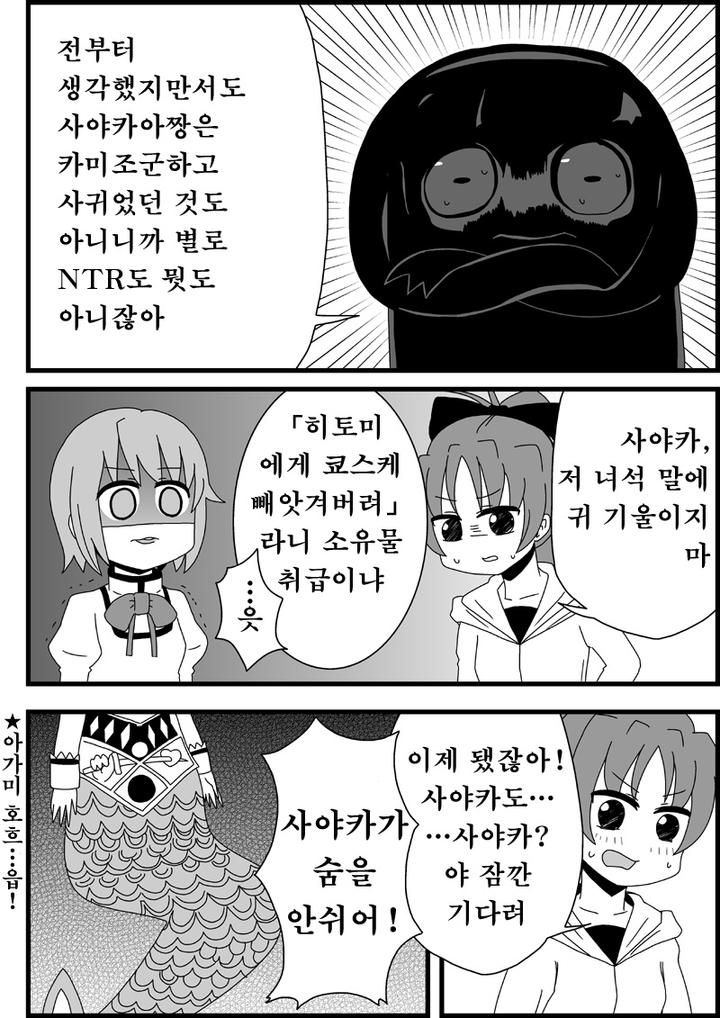 전부터
생각했지만서도
사야카아짱은
카미조군하고
사귀었던 것도
아니니까 별로
NTR도 뭣도
아니잖아
사야카,
저 녀석 말에
귀 기울이지
마
「히토미
에게 쿄스케
빼앗겨버려」
라니 소유물
취급이냐
…읏
이제 됐잖아!
사야카도…
…사야카?
야 잠깐
기다려
사야카가
숨을
안쉬어!
★아가미 호흐…읍!